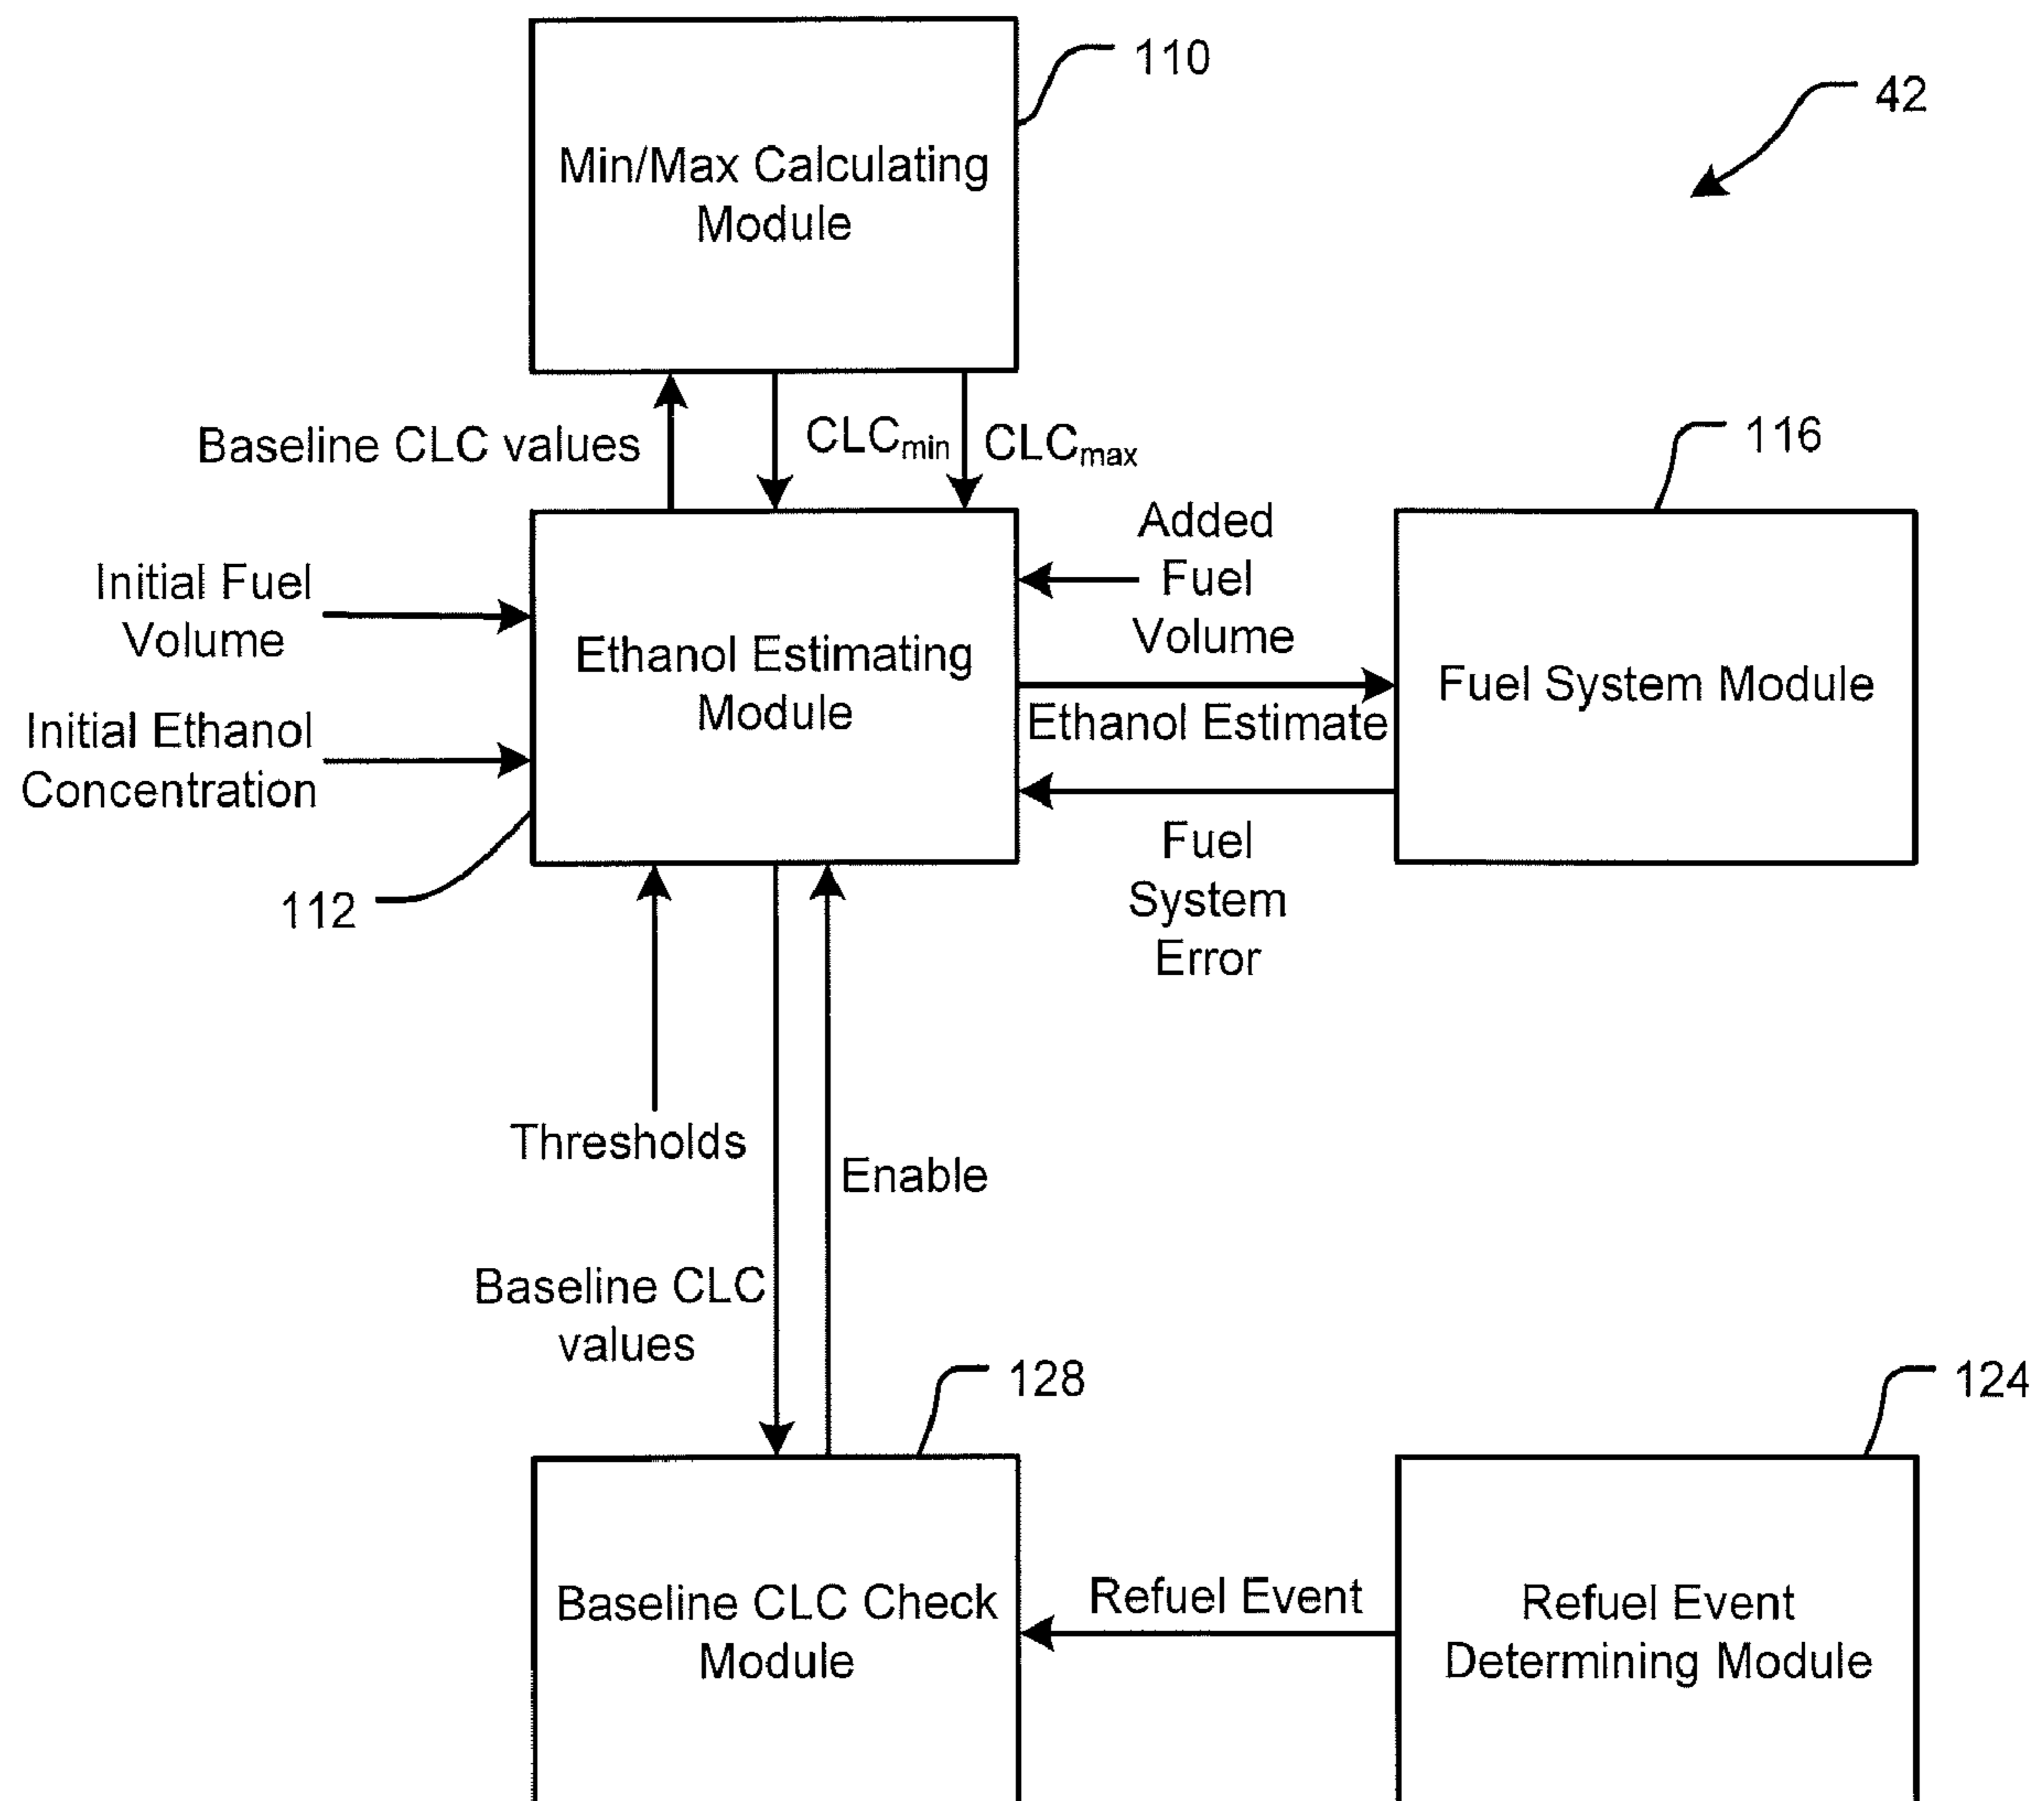 110
42
Min/Max Calculating
Module
Baseline CLC values
CLCmin
CLCmax
116
Added
Fuel
Volume
Initial Fuel
Volume
Ethanol Estimating
Module
Fuel System Module
Ethanol Estimate
Initial Ethanol
Concentration
Fuel
System
Error
112
Thresholds
Enable
Baseline CLC
values
128
124
Baseline CLC Check
Module
Refuel Event
Refuel Event
Determining Module